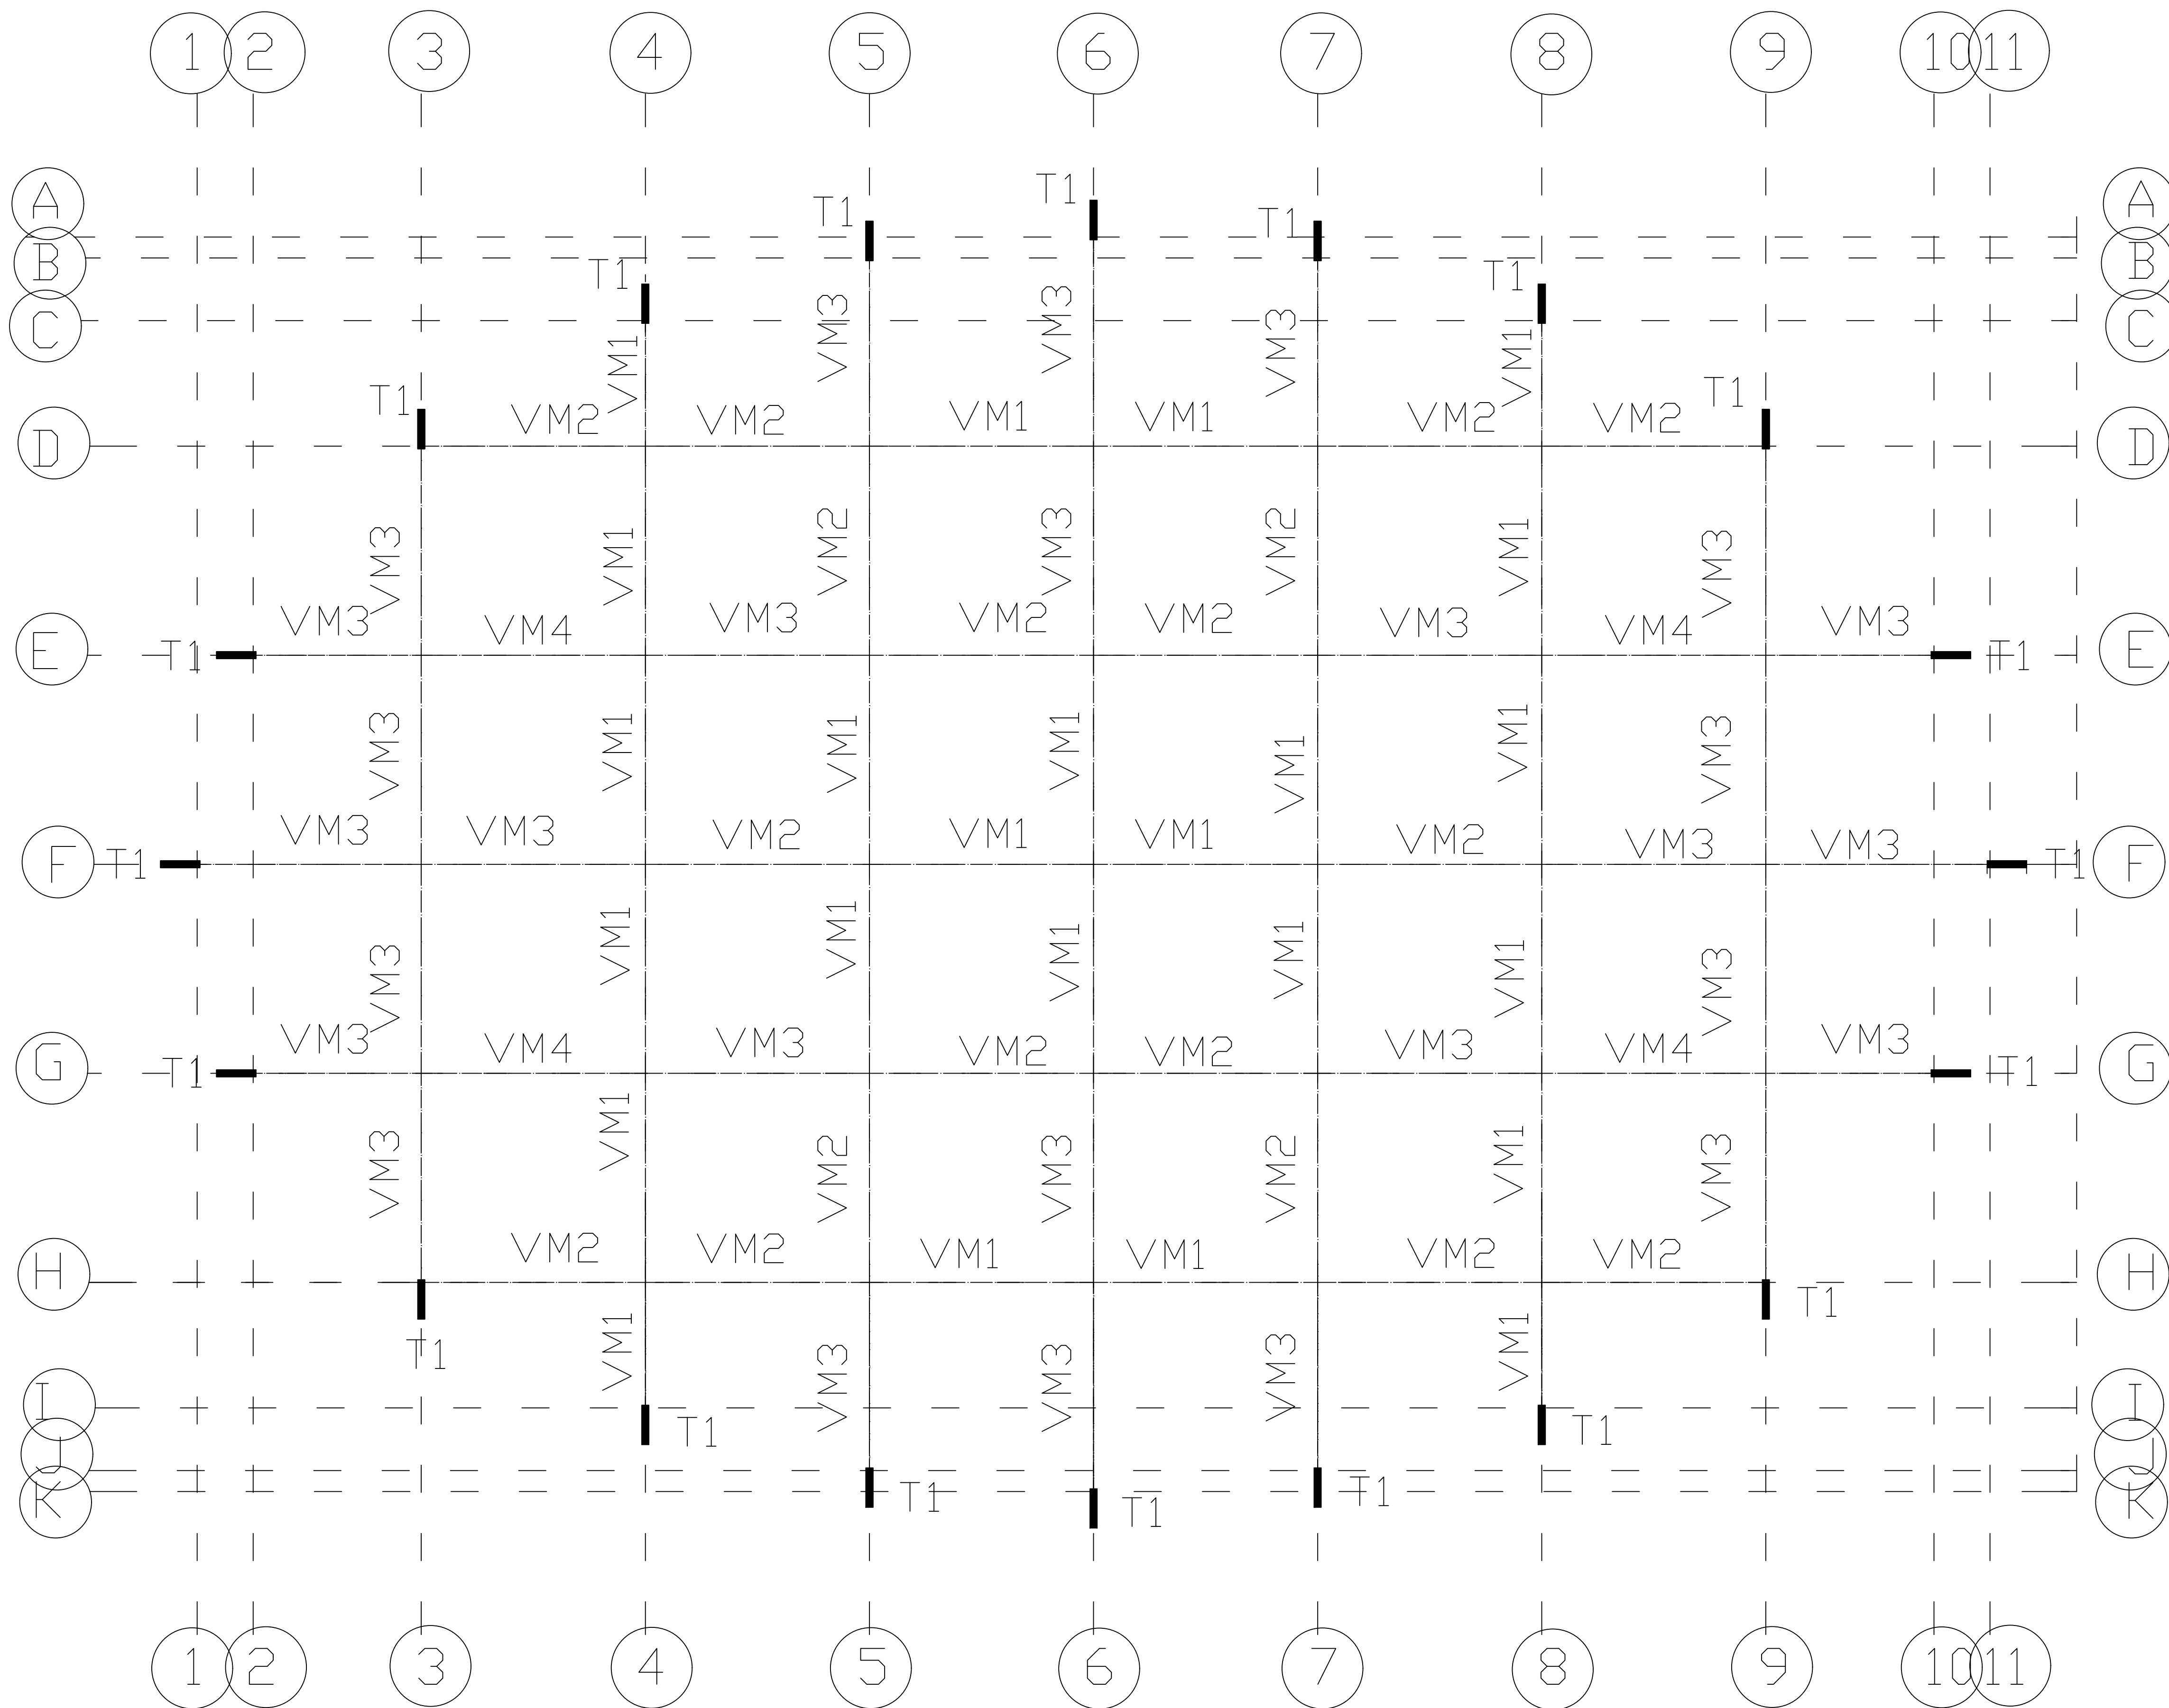 1 2 3 4 5 6 7 8 9 10 11
A T1 T1 T1 A
B T1 T1 B
C VM3 VM3 VM3 C
VM1 VM1
T1 T1
VM2 VM2 VM1 VM1 VM2 VM2
D D
VM3 VM1 VM2 VM3 VM2 VM1 VM3
VM3 VM4 VM3 VM2 VM2 VM3 VM4 VM3
E T1 T1 E
VM3 VM1 VM1 VM1 VM1 VM1 VM3
VM3 VM3 VM2 VM1 VM1 VM2 VM3 VM3
F T1 T1 F
VM3 VM1 VM1 VM1 VM1 VM1 VM3
VM3 VM4 VM3 VM2 VM2 VM3 VM4 VM3
G T1 T1 G
VM3 VM1 VM2 VM3 VM2 VM1 VM3
VM2 VM2 VM1 VM1 VM2 VM2
H T1 H
T1 VM1 VM3 VM3 VM3 VM1
I T1 T1 I
J J
K T1 T1 T1 K
1 2 3 4 5 6 7 8 9 10 11